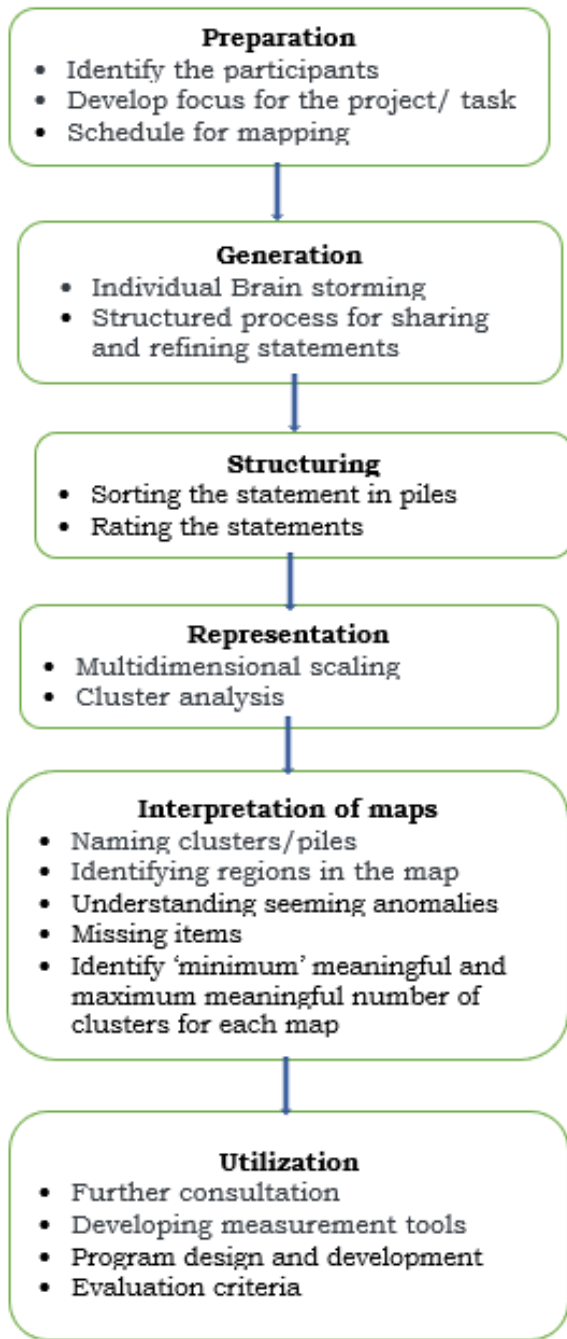 Preparation
• Identify the participants
• Develop focus for the project/ task
• Schedule for mapping
Generation
• Individual Brain storming
• Structured process for sharing
and refining statements
Structuring
• Sorting the statement in piles
• Rating the statements
Representation
• Multidimensional scaling
• Cluster analysis
Interpretation of maps
• Naming clusters/piles
• Identifying regions in the map
• Understanding seeming anomalies
• Missing items
• Identify ‘minimum’ meaningful and
maximum meaningful number of
clusters for each map
Utilization
• Further consultation
• Developing measurement tools
• Program design and development
• Evaluation criteria